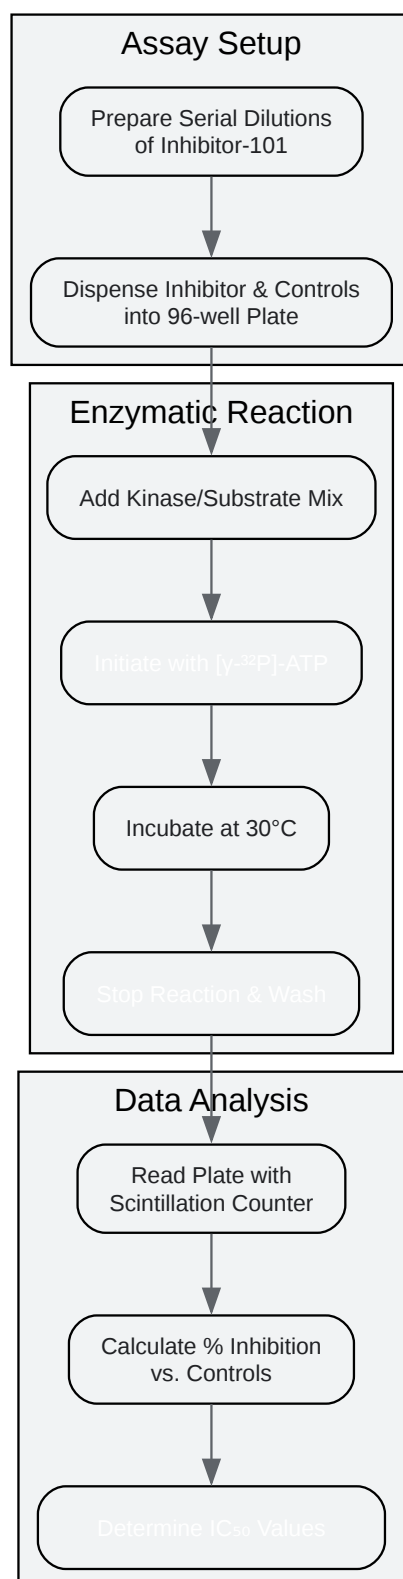 Assay Setup
Prepare Serial Dilutions
of Inhibitor-101
Dispense Inhibitor & Controls
into 96-well Plate
Enzymatic Reaction
Add Kinase/Substrate Mix
Initiate with [γ-³²P]-ATP
Incubate at 30°C
Stop Reaction & Wash
Data Analysis
Read Plate with
Scintillation Counter
Calculate % Inhibition
vs. Controls
Determine IC₅₀ Values